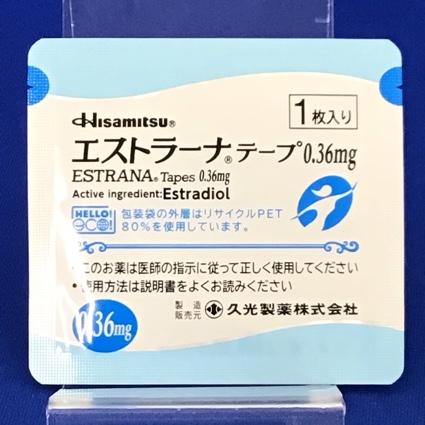 Hisamitsu®
1枚入り
エストラーナ®テープ0.36mg
ESTRANA® Tapes 0.36mg
Active ingredient:Estradiol
HELLO! eco!
包装袋の外層はリサイクルPET
80%を使用しています。
・このお薬は医師の指示に従って正しく使用してください
・使用方法は説明書をよくお読みください
0.36mg
製造
販売元
久光製薬株式会社